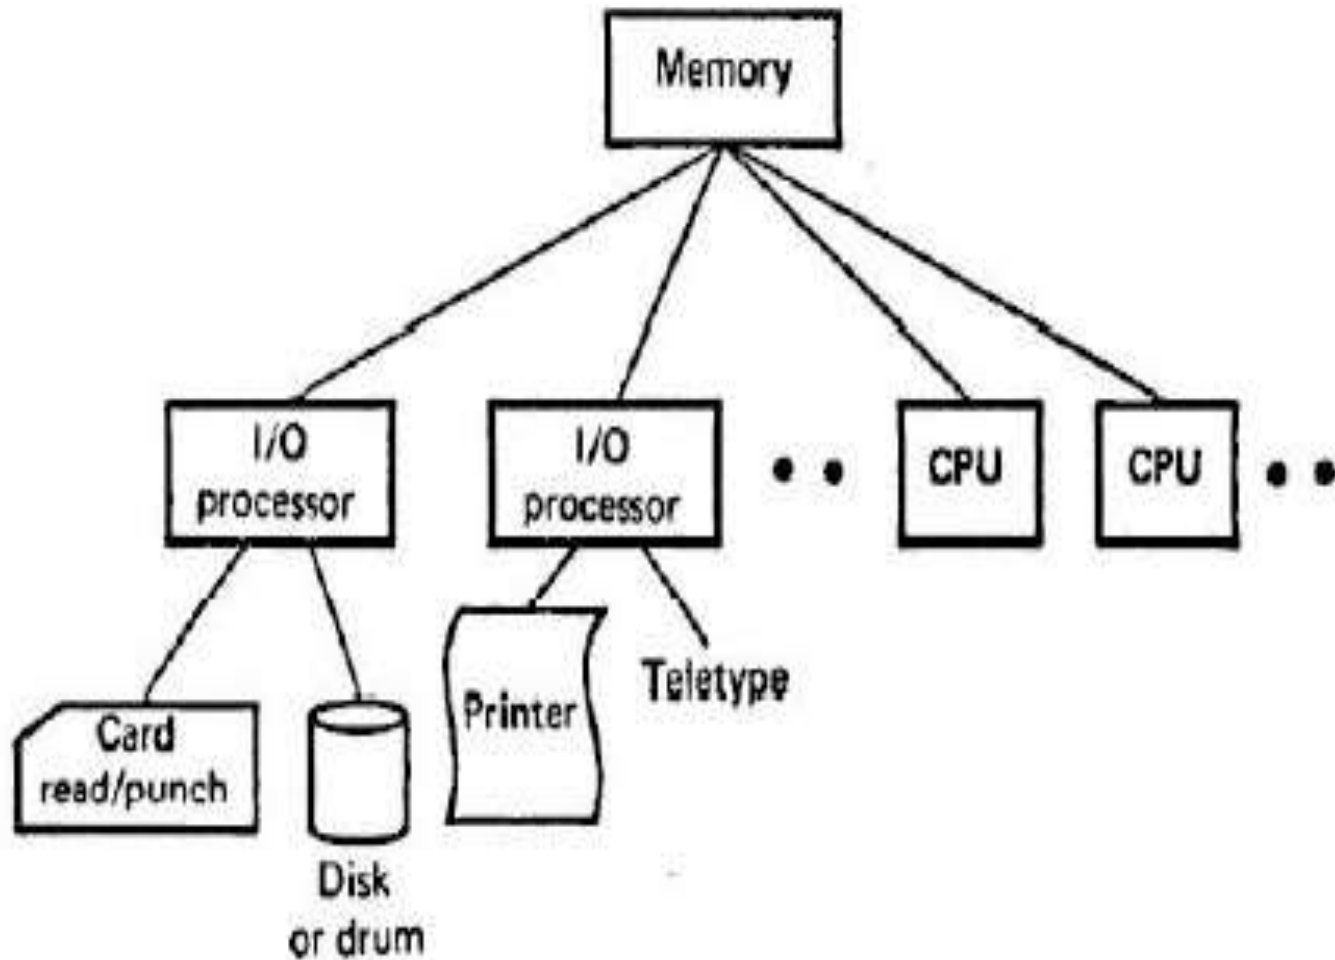 Memory
I/O
processor
I/O
processor
CPU
CPU
Card
read/punch
Disk
or drum
Printer
Teletype